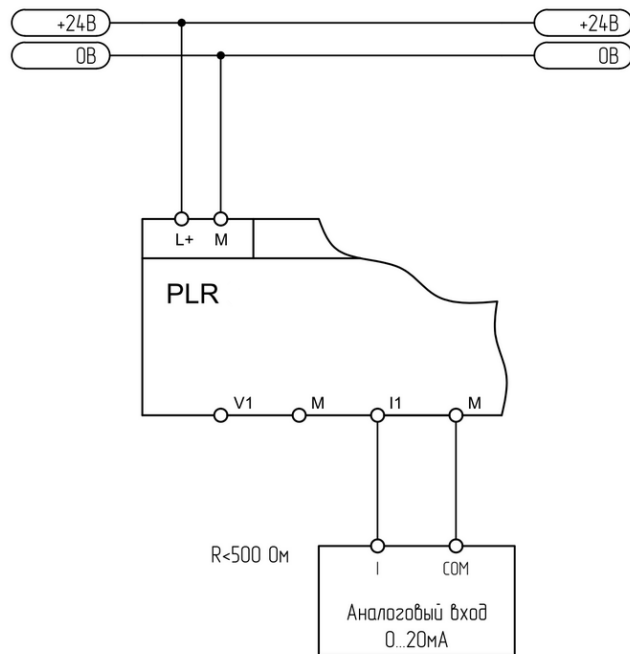 +24В +24В
0В 0В
L+ M
PLR
V1 M I1 M
R<500 Ом
I COM
Аналоговый вход
0...20мА